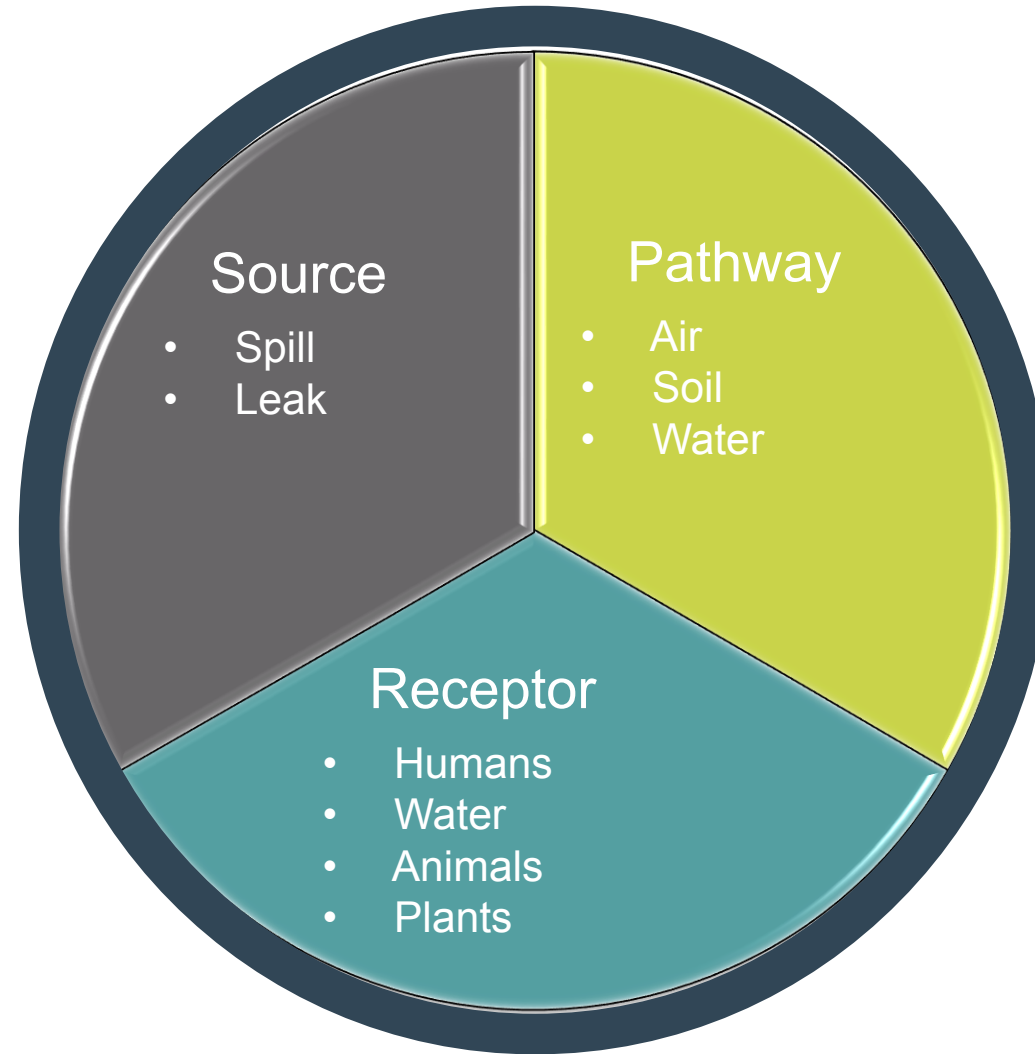 Source
• Spill
• Leak
Pathway
• Air
• Soil
• Water
Receptor
• Humans
• Water
• Animals
• Plants